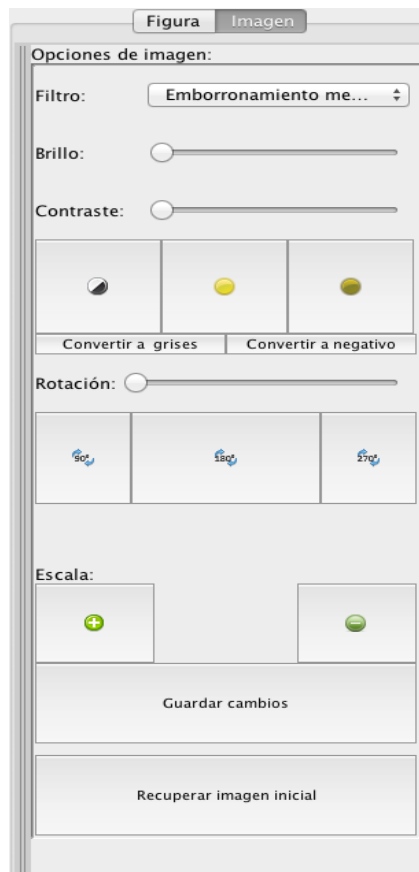 Figura Imagen
Opciones de imagen:
Filtro: Emborronamiento me...
Brillo:
Contraste:
Convertir a grises Convertir a negativo
Rotación:
90º 180º 270º
Escala:
Guardar cambios
Recuperar imagen inicial